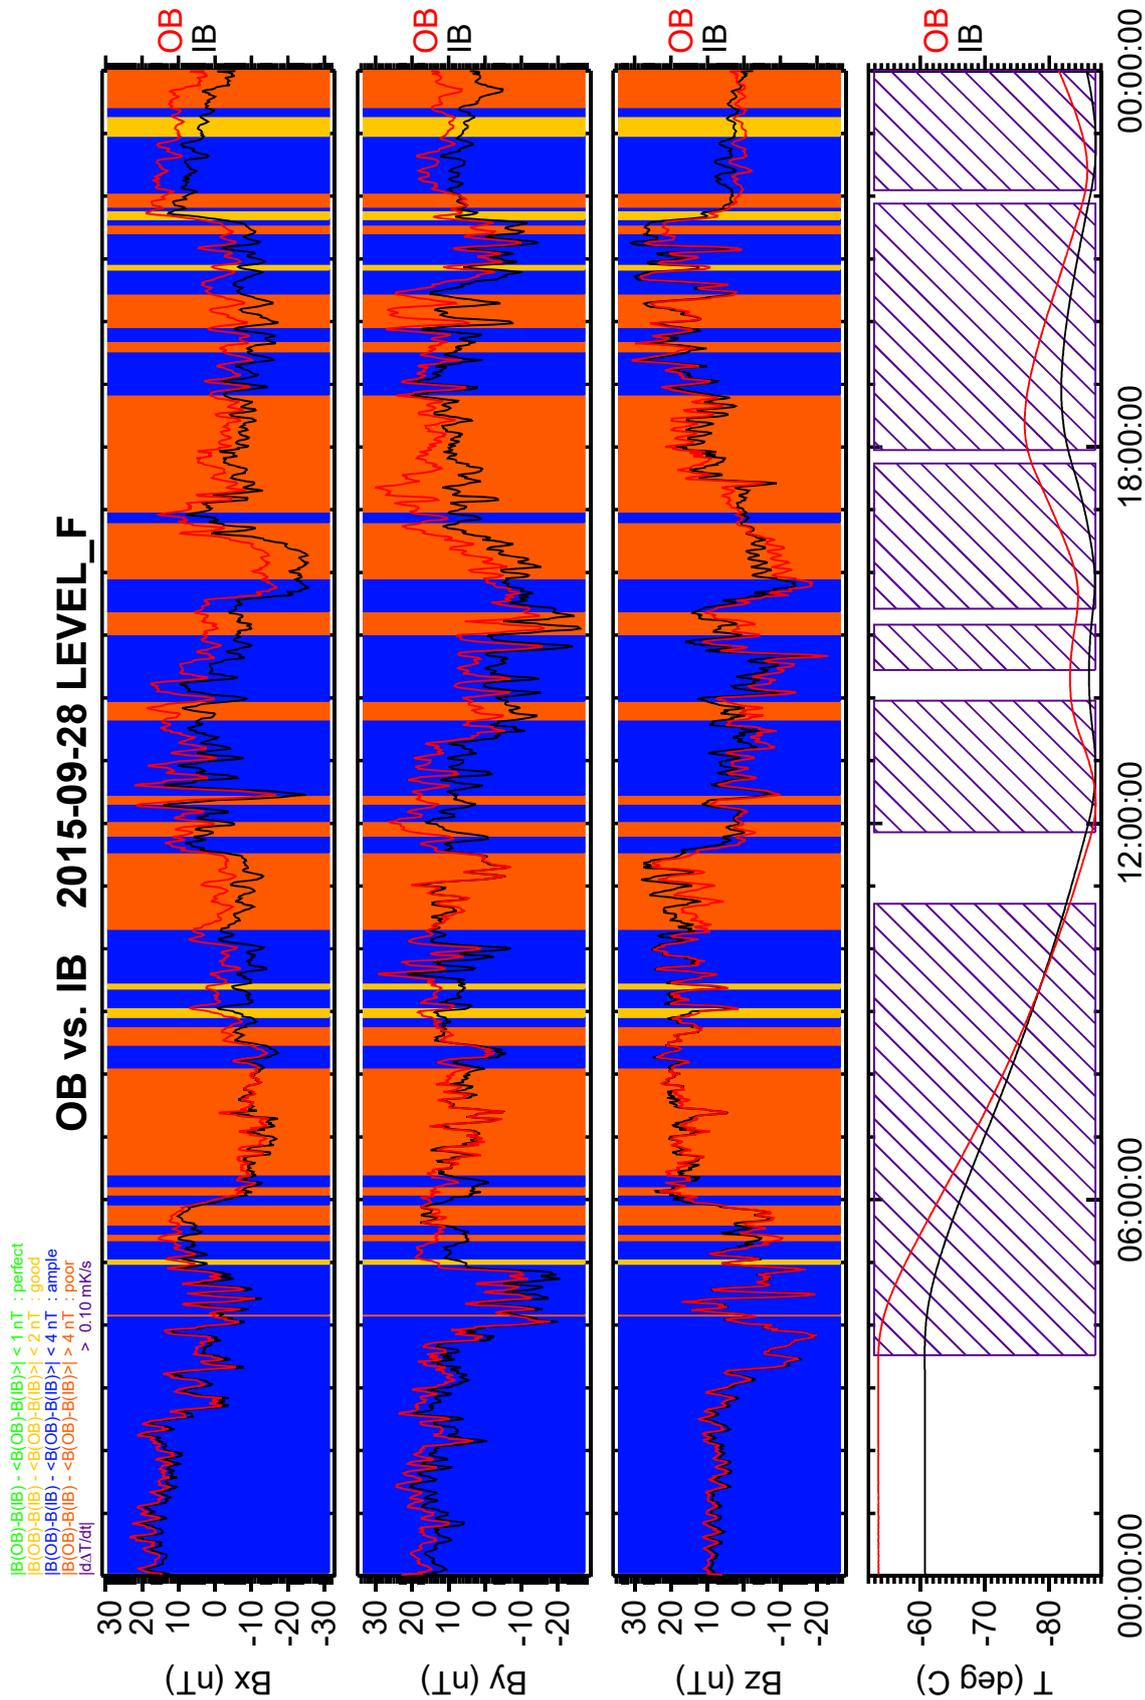 OB vs. IB 2015-09-28 LEVEL_F
|B(OB)-B(IB) - <B(OB)-B(IB)>| < 1 nT : perfect
|B(OB)-B(IB) - <B(OB)-B(IB)>| < 2 nT : good
|B(OB)-B(IB) - <B(OB)-B(IB)>| < 4 nT : ample
|B(OB)-B(IB) - <B(OB)-B(IB)>| > 4 nT : poor
|dΔT/dt| > 0.10 mK/s
Bx (nT)
30
20
10
0
-10
-20
-30
OB
IB
By (nT)
30
20
10
0
-10
-20
OB
IB
Bz (nT)
30
20
10
0
-10
-20
OB
IB
T (deg C)
-60
-70
-80
OB
IB
00:00:00 06:00:00 12:00:00 18:00:00 00:00:00